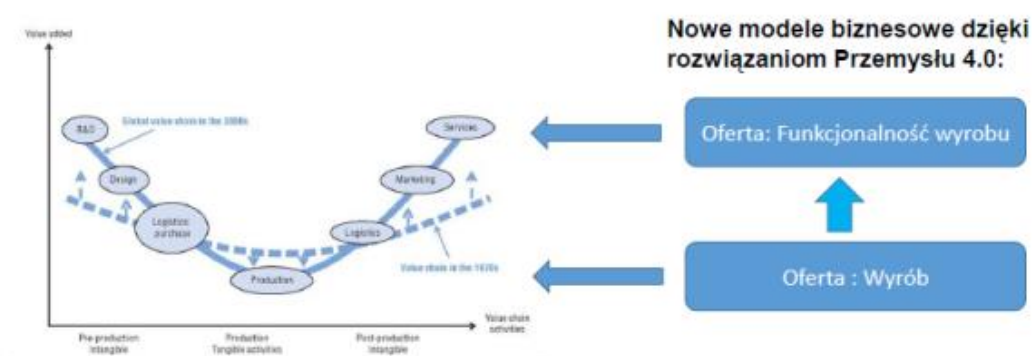 Value added
Nowe modele biznesowe dzięki
rozwiązaniom Przemysłu 4.0:
R&D
Global value chain in the 2000s
Services
Oferta: Funkcjonalność wyrobu
Design
Marketing
Logistics:
purchase
Logistics
Value chain in the 1970s
Production
Oferta : Wyrób
Value chain
activities
Pre-production
Intangible
Production
Tangible activities
Post-production
Intangible